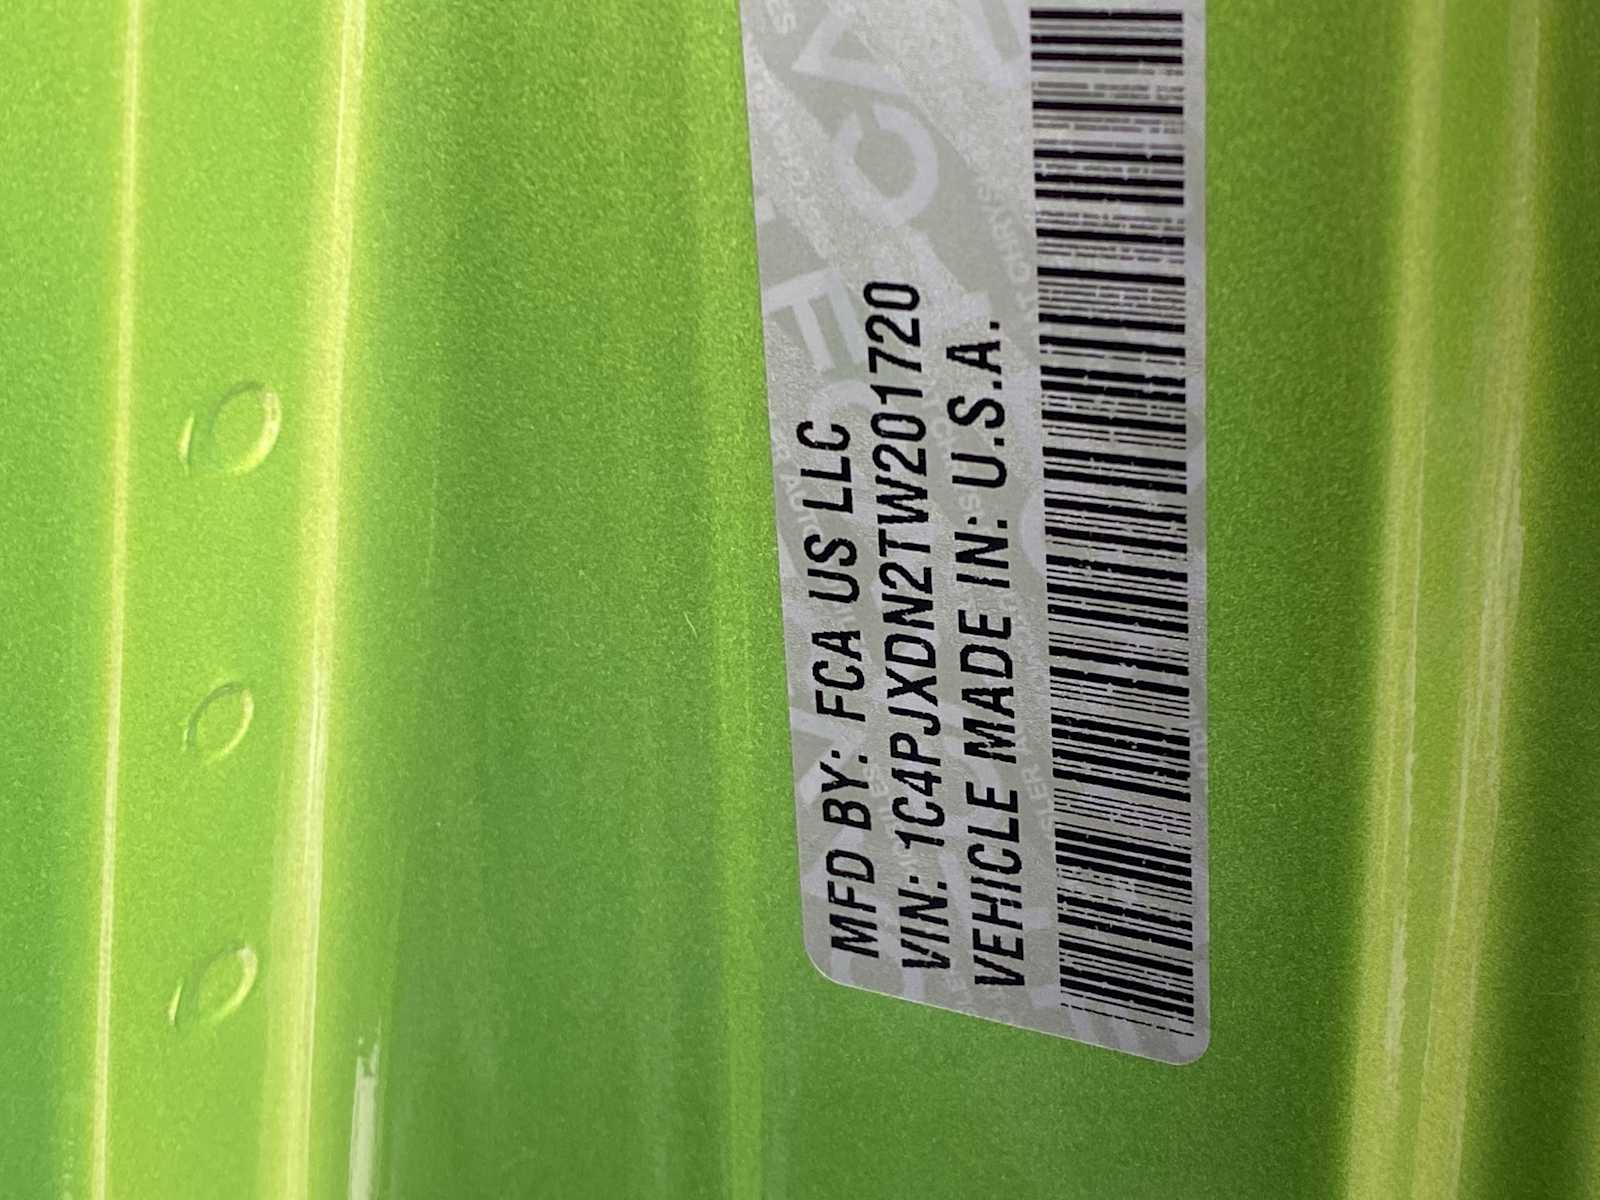 MFD BY: FCA US LLC
VIN: 1C4PJXDN2TW201720
VEHICLE MADE IN: U.S.A.